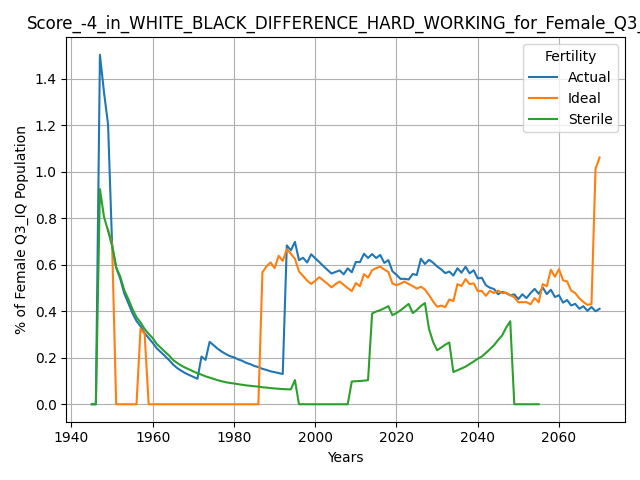 Score_-4_in_WHITE_BLACK_DIFFERENCE_HARD_WORKING_for_Female_Q3_
% of Female Q3_IQ Population
1.4
1.2
1.0
0.8
0.6
0.4
0.2
0.0
Fertility
Actual
Ideal
Sterile
1940 1960 1980 2000 2020 2040 2060
Years